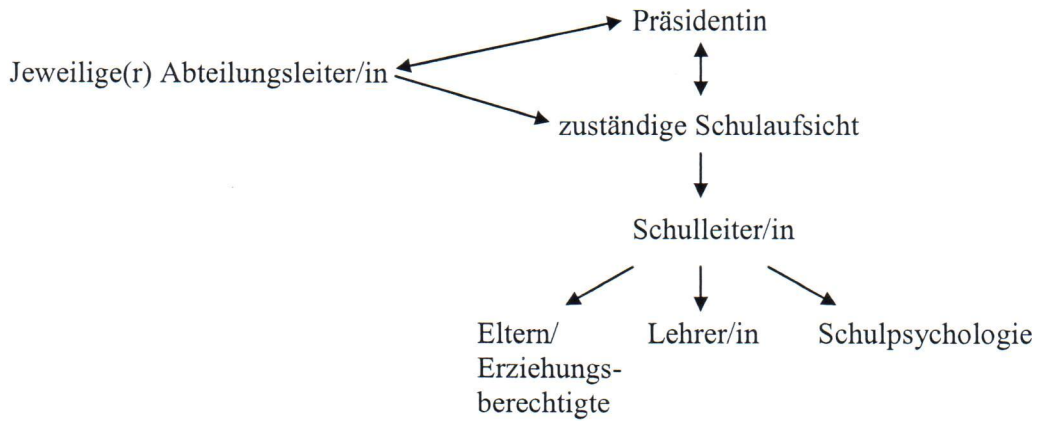 Präsidentin
Jeweilige(r) Abteilungsleiter/in
zuständige Schulaufsicht
Schulleiter/in
Eltern/
Erziehungs-
berechtigte
Lehrer/in
Schulpsychologie